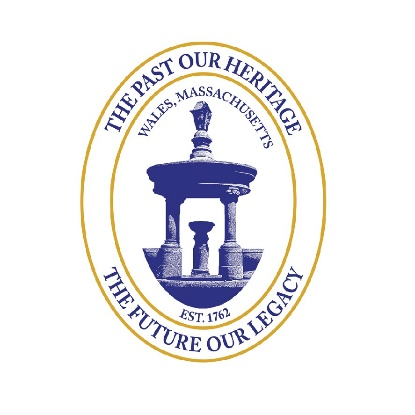 THE PAST OUR HERITAGE
WALES, MASSACHUSETTS
EST. 1762
THE FUTURE OUR LEGACY